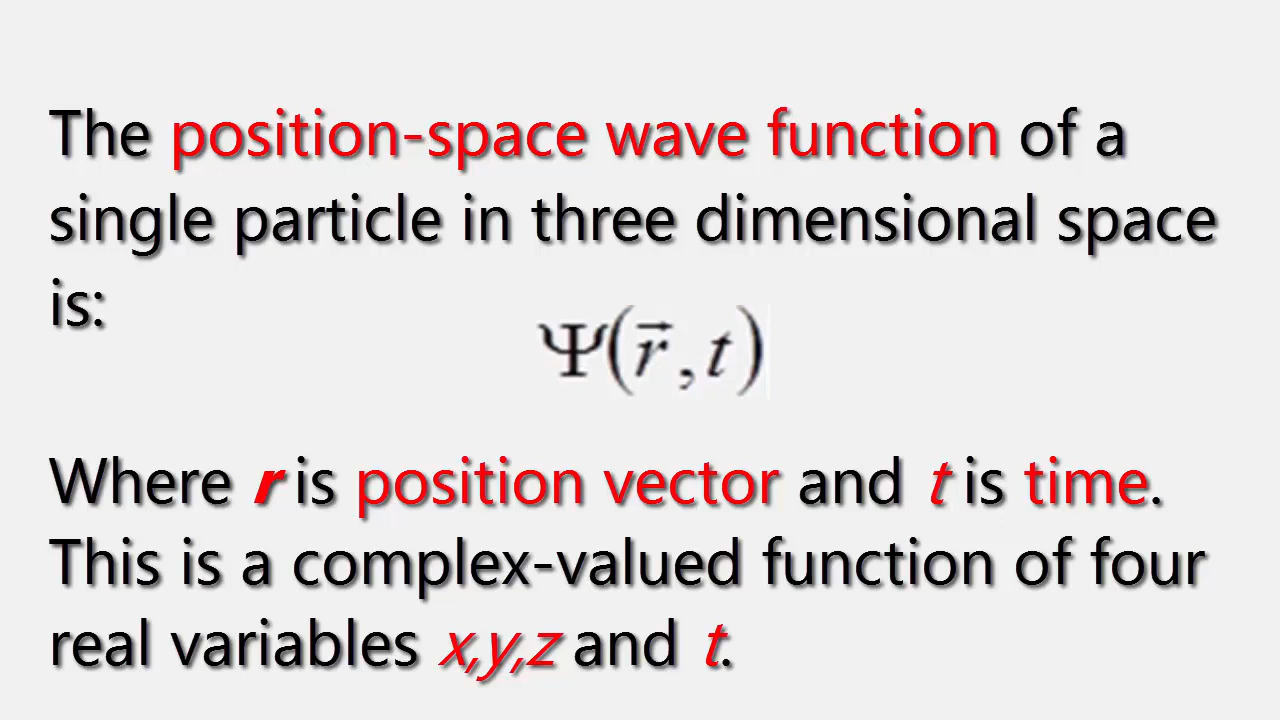 The position-space wave function of a
single particle in three dimensional space
is:
Ψ(r⃗,t)
Where r is position vector and t is time.
This is a complex-valued function of four
real variables x,y,z and t.